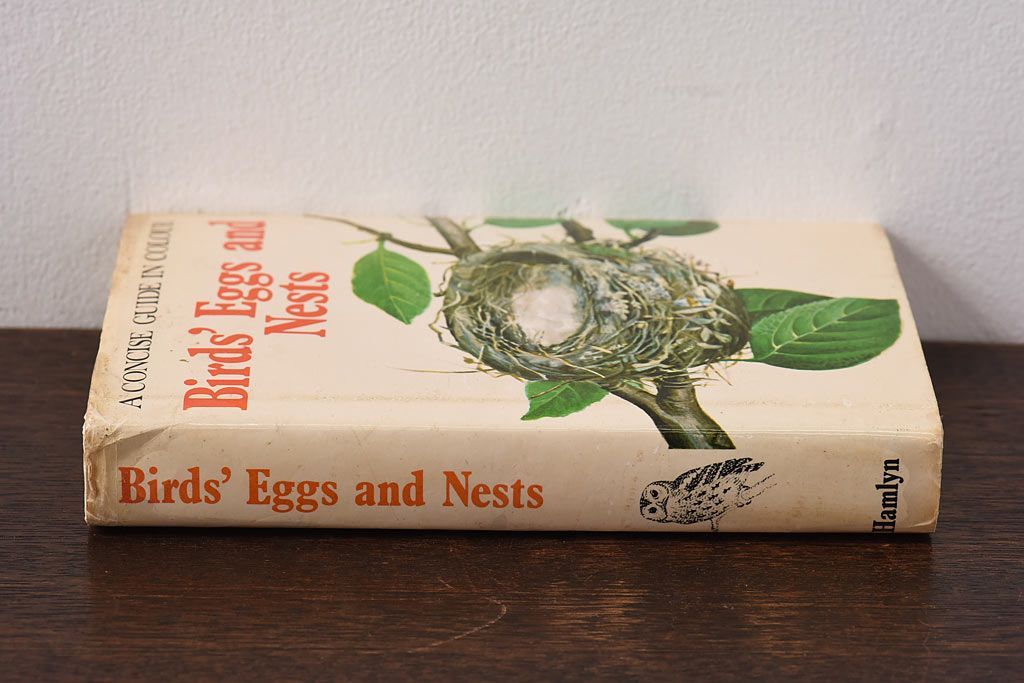 A CONCISE GUIDE IN COLOUR
Birds' Eggs and
Nests
Birds' Eggs and Nests
Hamlyn